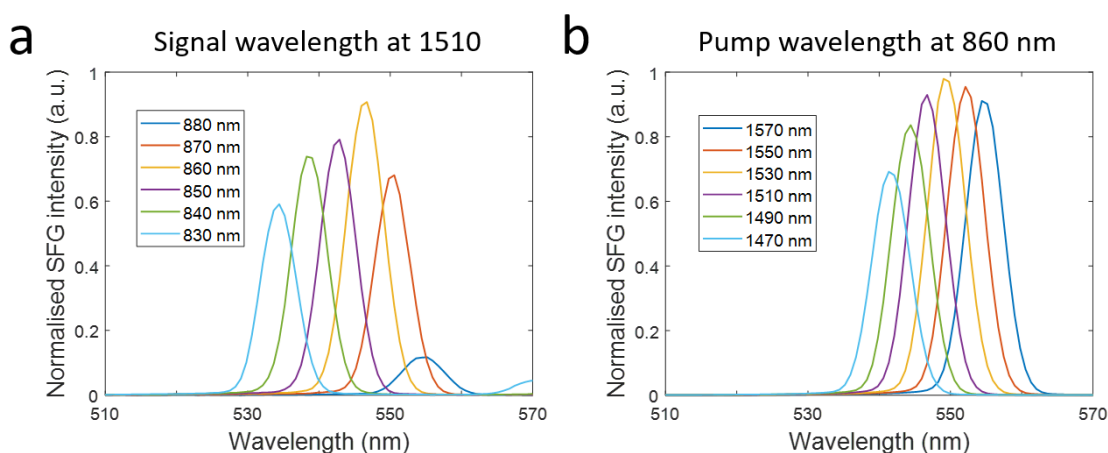 a
Signal wavelength at 1510
Normalised SFG intensity (a.u.)
1
0.8
0.6
0.4
0.2
0
880 nm
870 nm
860 nm
850 nm
840 nm
830 nm
510
530
550
570
Wavelength (nm)
b
Pump wavelength at 860 nm
Normalised SFG intensity (a.u.)
1
0.8
0.6
0.4
0.2
0
1570 nm
1550 nm
1530 nm
1510 nm
1490 nm
1470 nm
510
530
550
570
Wavelength (nm)